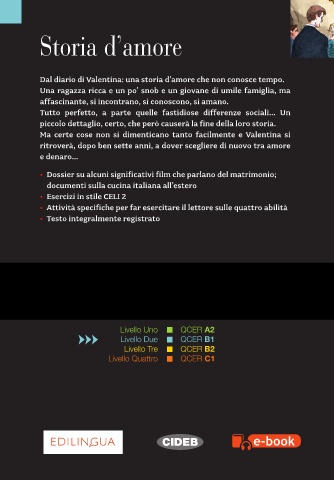 Storia d'amore
Dal diario di Valentina: una storia d'amore che non conosce tempo.
Una ragazza ricca e un po' snob e un giovane di umile famiglia, ma
affascinante, si incontrano, si conoscono, si amano.
Tutto perfetto, a parte quelle fastidiose differenze sociali... Un
piccolo dettaglio, certo, che però causerà la fine della loro storia.
Ma certe cose non si dimenticano tanto facilmente e Valentina si
ritroverà, dopo ben sette anni, a dover scegliere di nuovo tra amore
e denaro...
• Dossier su alcuni significativi film che parlano del matrimonio;
documenti sulla cucina italiana all'estero
• Esercizi in stile CELI 2
• Attività specifiche per far esercitare il lettore sulle quattro abilità
• Testo integralmente registrato
Livello Uno ■ QCER A2
Livello Due ■ QCER B1
Livello Tre ■ QCER B2
Livello Quattro ■ QCER C1
EDILINGUA
CIDEB
e-book